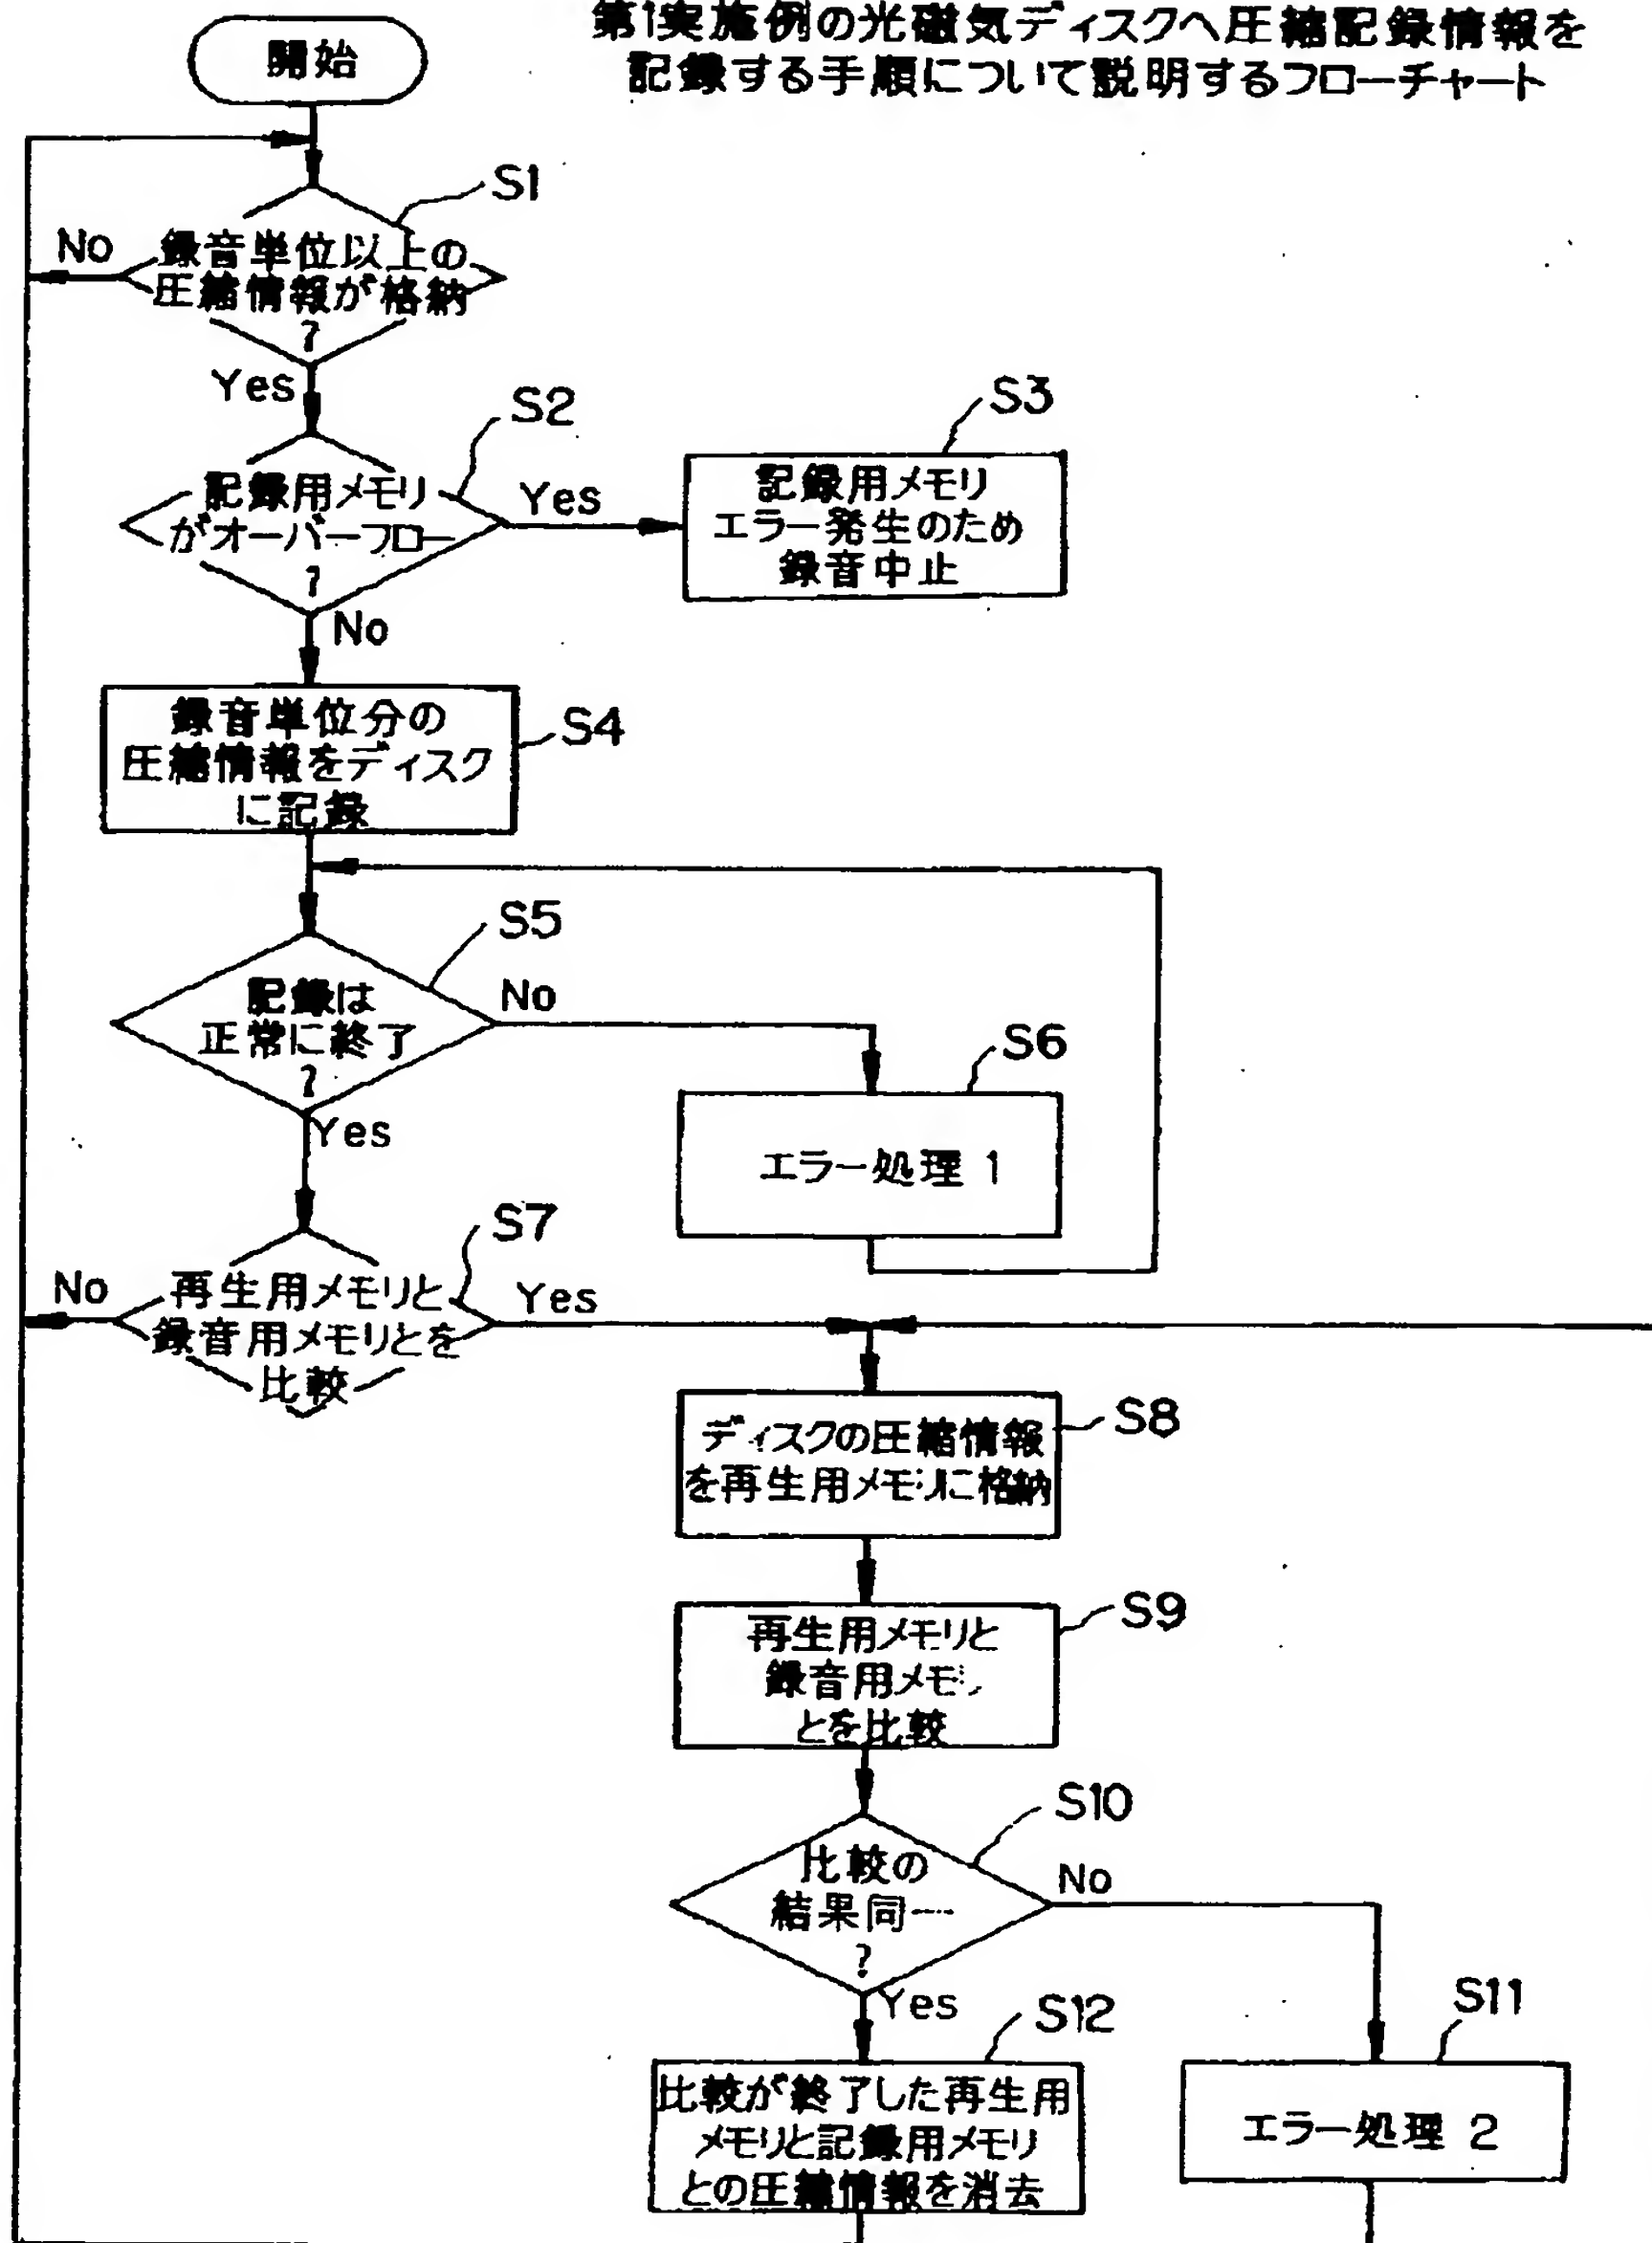 第1実施例の光磁気ディスクへ圧縮記録情報を
記録する手順について説明するフローチャート
開始
S1
No
録音単位以上の
圧縮情報が格納
?
Yes
S2
記録用メモリ
がオーバーフロー
?
Yes
S3
記録用メモリ
エラー発生のため
録音中止
No
録音単位分の
圧縮情報をディスク
に記録
S4
S5
記録は
正常に終了
?
No
S6
エラー処理 1
Yes
S7
No
再生用メモリと
録音用メモリとを
比較
Yes
S8
ディスクの圧縮情報
を再生用メモリに格納
S9
再生用メモリと
録音用メモリ
とを比較
S10
比較の
結果同一
?
No
Yes
S12
比較が終了した再生用
メモリと記録用メモリ
との圧縮情報を消去
S11
エラー処理 2